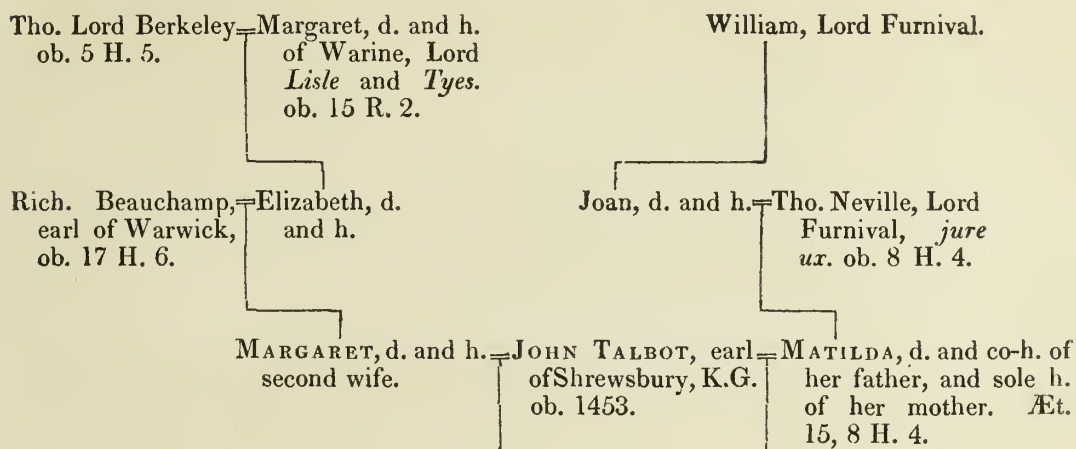 Tho. Lord Berkeley=Margaret, d. and h.
ob. 5 H. 5.
of Warine, Lord
Lisle and Tyes.
ob. 15 R. 2.
William, Lord Furnival.
Rich. Beauchamp,=Elizabeth, d.
earl of Warwick,
and h.
ob. 17 H. 6.
Joan, d. and h.=Tho. Neville, Lord
Furnival, jure
ux. ob. 8 H. 4.
MARGARET, d. and h.=JOHN TALBOT, earl=MATILDA, d. and co-h. of
second wife.
of Shrewsbury, K.G.
ob. 1453.
her father, and sole h.
of her mother. Æt.
15, 8 H. 4.